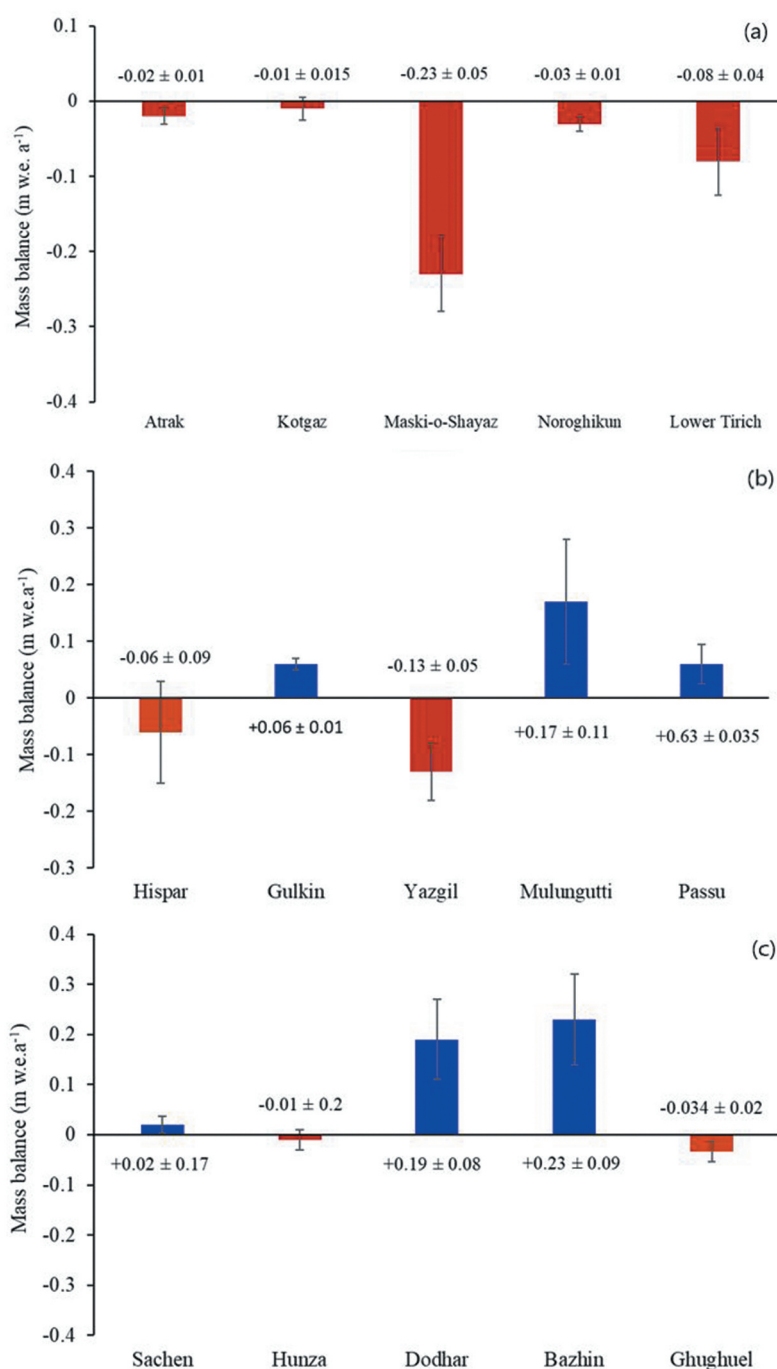 (a)
0.1
-0.02 ± 0.01 -0.01 ± 0.015 -0.23 ± 0.05 -0.03 ± 0.01 -0.08 ± 0.04
0
-0.1
-0.2
-0.3
-0.4
Mass balance (m w.e. a⁻¹)
Atrak Kotgaz Maski-o-Shayaz Noroghikun Lower Tirich
(b)
0.4
0.3
0.2
0.1
-0.06 ± 0.09 -0.13 ± 0.05
0
+0.06 ± 0.01 +0.17 ± 0.11 +0.63 ± 0.035
-0.1
-0.2
-0.3
Mass balance (m w.e.a⁻¹)
Hispar Gulkin Yazgil Mulungutti Passu
(c)
0.4
0.3
0.2
0.1
-0.01 ± 0.2 -0.034 ± 0.02
0
+0.02 ± 0.17 +0.19 ± 0.08 +0.23 ± 0.09
-0.1
-0.2
-0.3
-0.4
Mass balance (m w.e.a⁻¹)
Sachen Hunza Dodhar Bazhin Ghughuel